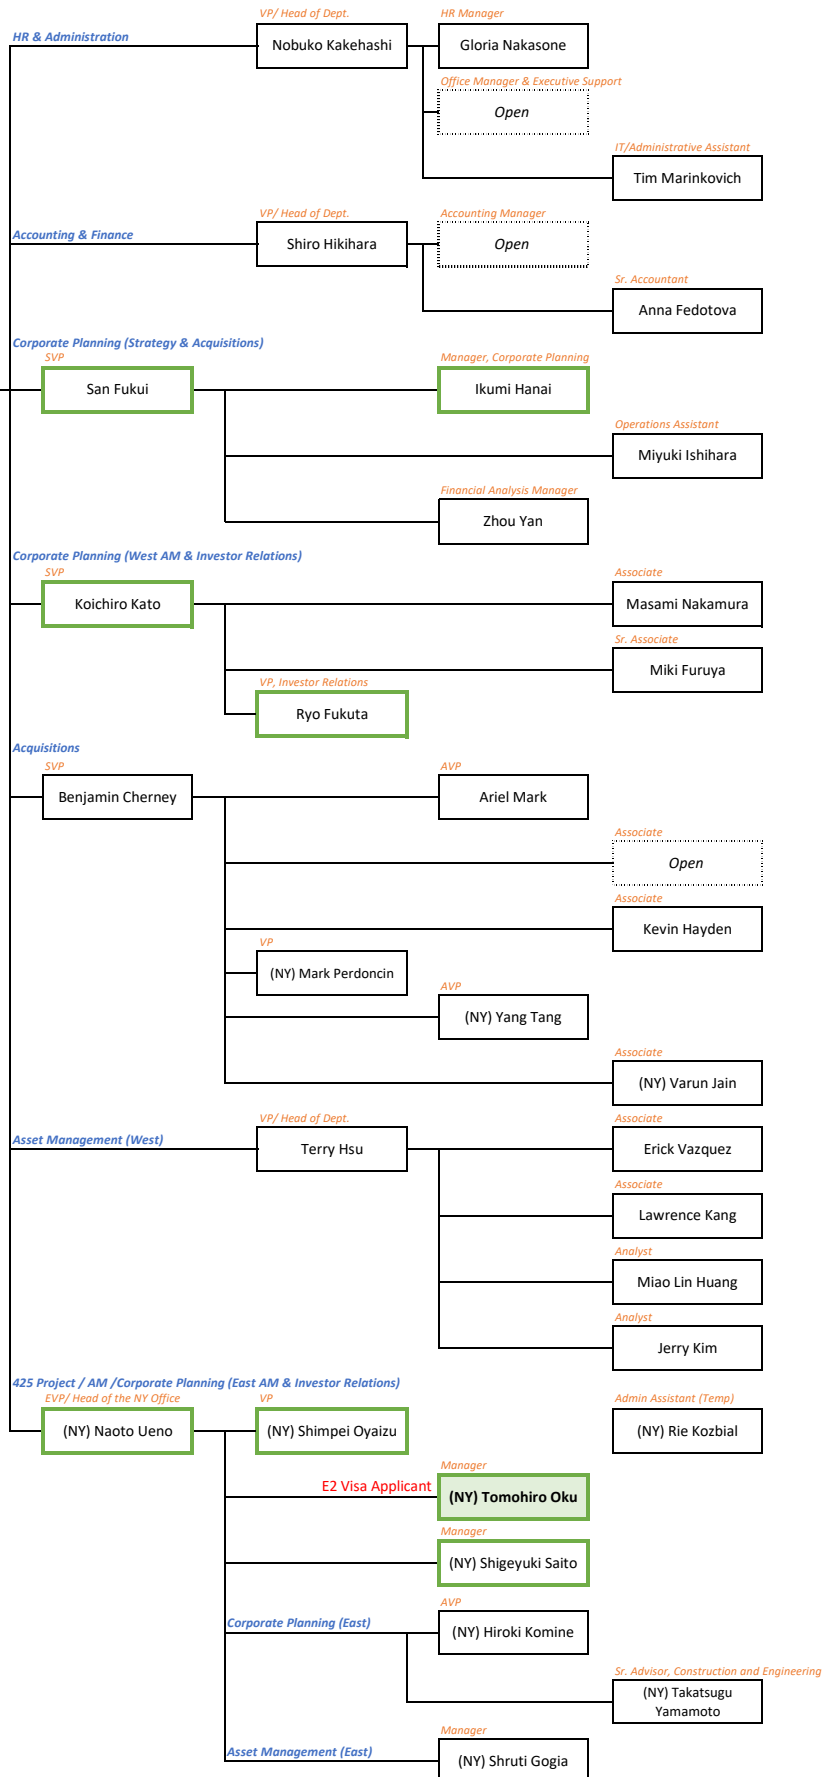 VP/ Head of Dept.
HR Manager
HR & Administration
Nobuko Kakehashi
Gloria Nakasone
Office Manager & Executive Support
Open
IT/Administrative Assistant
Tim Marinkovich
VP/ Head of Dept.
Accounting Manager
Accounting & Finance
Shiro Hikihara
Open
Sr. Accountant
Anna Fedotova
Corporate Planning (Strategy & Acquisitions)
SVP
Manager, Corporate Planning
San Fukui
Ikumi Hanai
Operations Assistant
Miyuki Ishihara
Financial Analysis Manager
Zhou Yan
Corporate Planning (West AM & Investor Relations)
SVP
Associate
Koichiro Kato
Masami Nakamura
Sr. Associate
Miki Furuya
VP, Investor Relations
Ryo Fukuta
Acquisitions
SVP
AVP
Benjamin Cherney
Ariel Mark
Associate
Open
Associate
Kevin Hayden
VP
(NY) Mark Perdoncin
AVP
(NY) Yang Tang
Associate
(NY) Varun Jain
VP/ Head of Dept.
Associate
Asset Management (West)
Terry Hsu
Erick Vazquez
Associate
Lawrence Kang
Analyst
Miao Lin Huang
Analyst
Jerry Kim
425 Project / AM /Corporate Planning (East AM & Investor Relations)
EVP/ Head of the NY Office
VP
Admin Assistant (Temp)
(NY) Naoto Ueno
(NY) Shimpei Oyaizu
(NY) Rie Kozbial
Manager
E2 Visa Applicant
(NY) Tomohiro Oku
Manager
(NY) Shigeyuki Saito
AVP
Corporate Planning (East)
(NY) Hiroki Komine
Sr. Advisor, Construction and Engineering
(NY) Takatsugu
Yamamoto
Manager
Asset Management (East)
(NY) Shruti Gogia